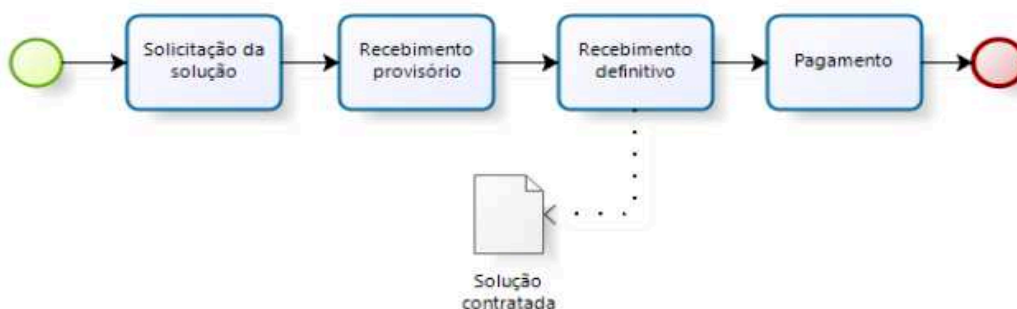 Solicitação da
solução
Recebimento
provisório
Recebimento
definitivo
Pagamento
Solução
contratada